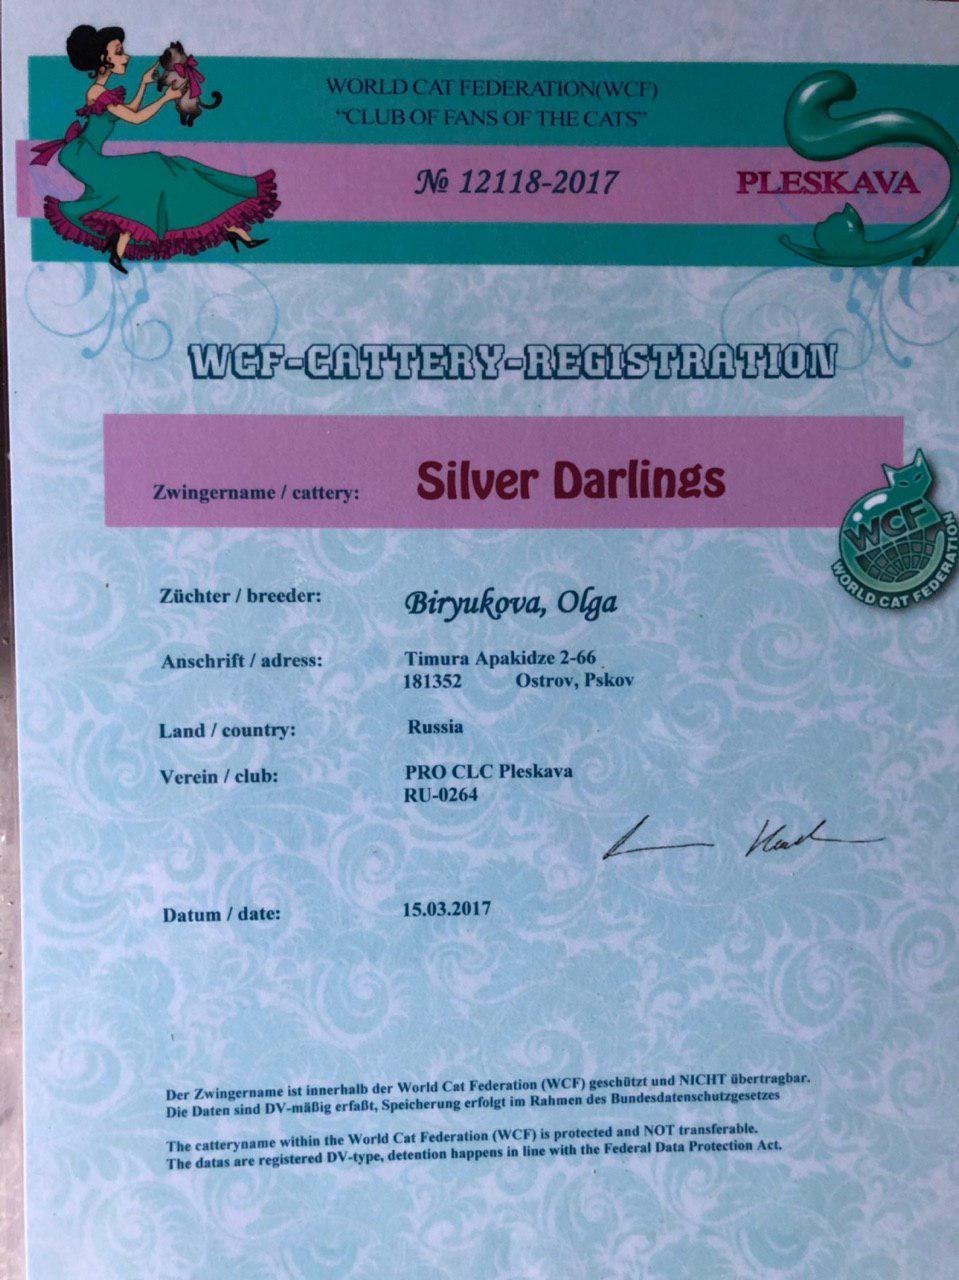 WORLD CAT FEDERATION(WCF)
"CLUB OF FANS OF THE CATS"
№ 12118-2017
PLESKAVA
WCF-CATTERY-REGISTRATION
Zwingername / cattery: Silver Darlings
WCF
WORLD CAT FEDERATION
Züchter / breeder: Biryukova, Olga
Anschrift / adress: Timura Apakidze 2-66
181352 Ostrov, Pskov
Land / country: Russia
Verein / club: PRO CLC Pleskava
RU-0264
Datum / date: 15.03.2017
Der Zwingername ist innerhalb der World Cat Federation (WCF) geschützt und NICHT übertragbar.
Die Daten sind DV-mäßig erfaßt, Speicherung erfolgt im Rahmen des Bundesdatenschutzgesetzes
The catteryname within the World Cat Federation (WCF) is protected and NOT transferable.
The datas are registered DV-type, detention happens in line with the Federal Data Protection Act.